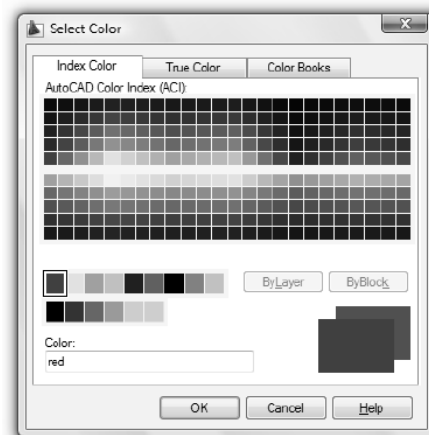 Select Color
Index Color True Color Color Books
AutoCAD Color Index (ACI):
ByLayer ByBlock
Color:
red
OK Cancel Help